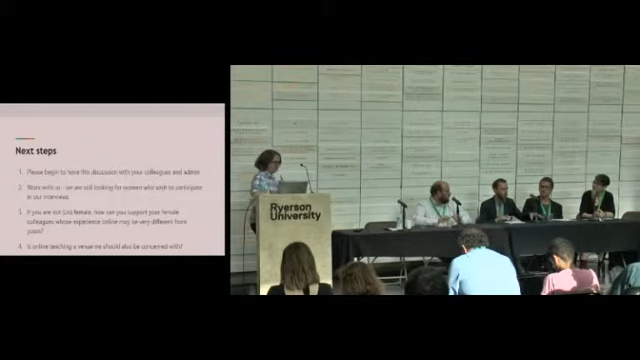 Next steps
1. Please begin to have this discussion with your colleagues and admin
2. Work with us - we are still looking for women who wish to participate
in our interviews
3. If you are not (cis) female, how can you support your female
colleagues whose experience online may be very different from
yours?
4. Is online teaching a venue we should also be concerned with?
Ryerson
University